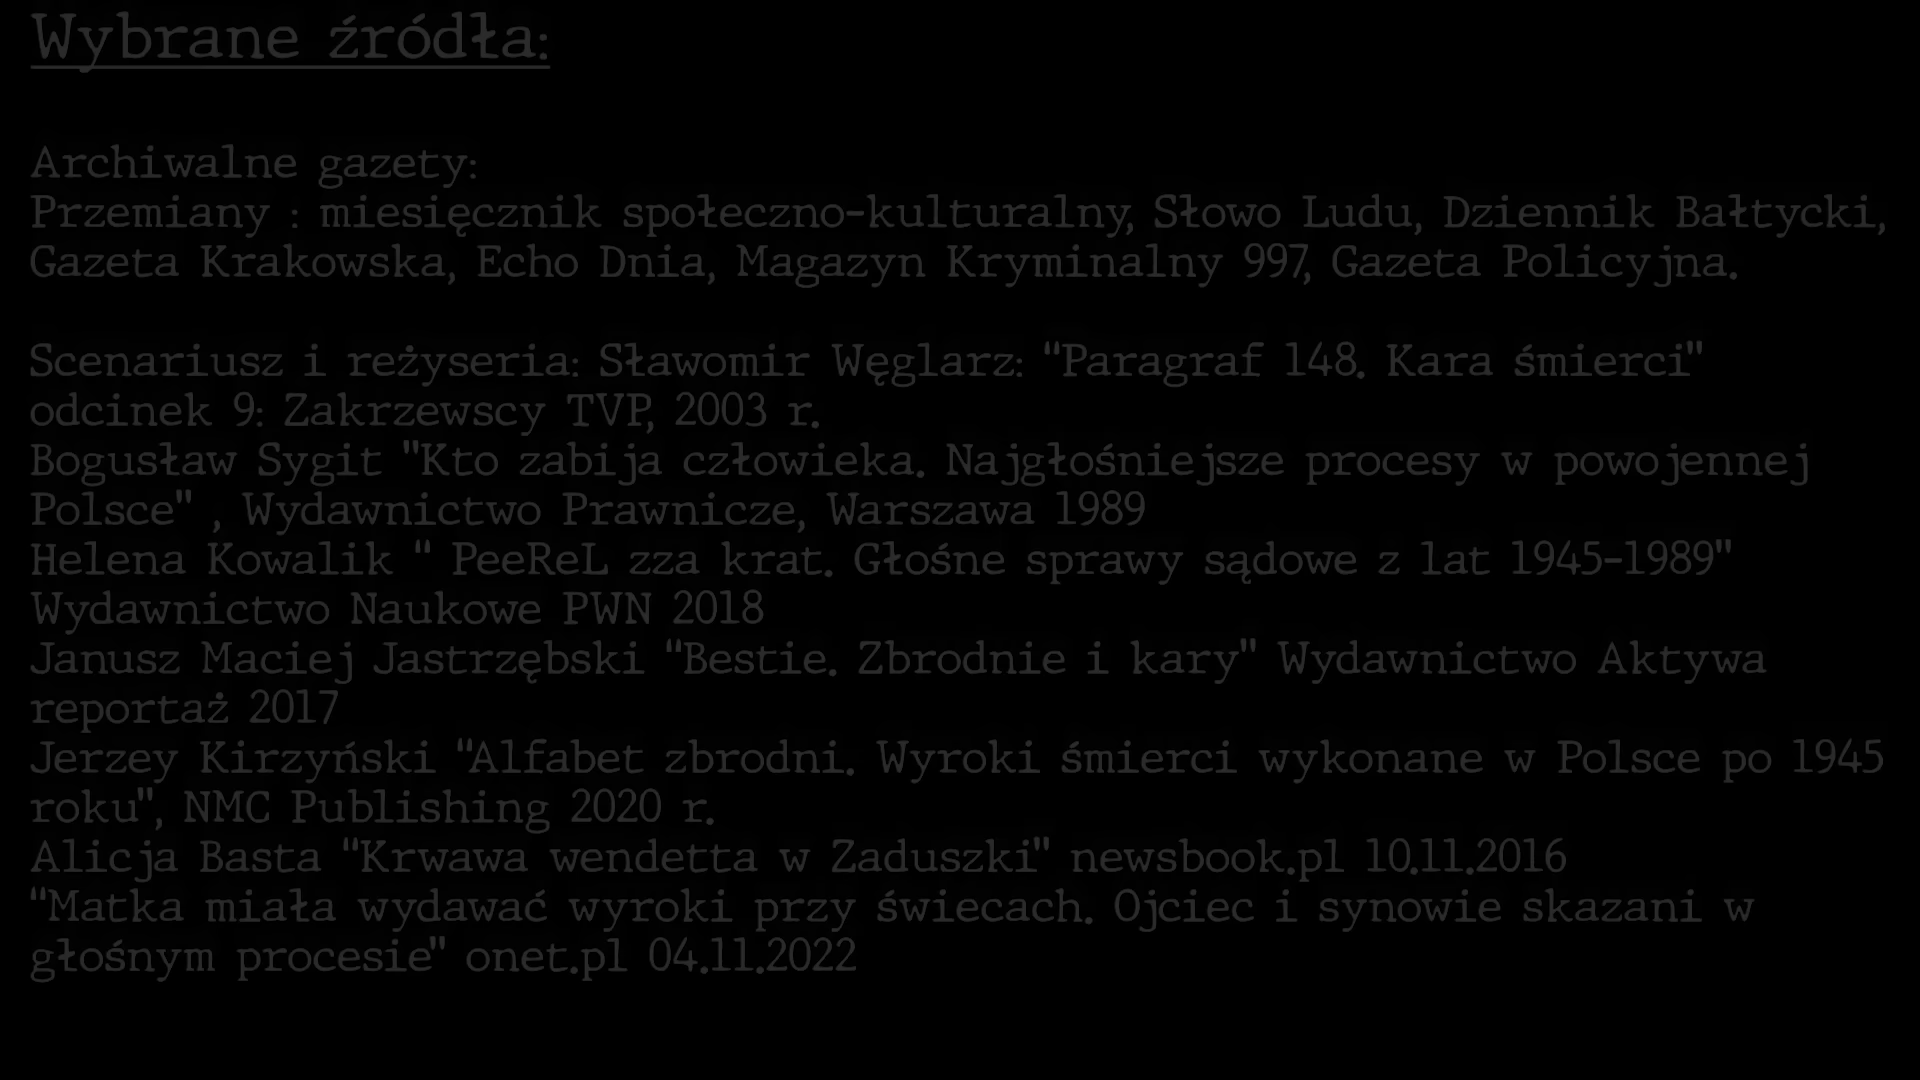 Wybrane źródła:
Archiwalne gazety:
Przemiany : miesięcznik społeczno-kulturalny, Słowo Ludu, Dziennik Bałtycki,
Gazeta Krakowska, Echo Dnia, Magazyn Kryminalny 997, Gazeta Policyjna.
Scenariusz i reżyseria: Sławomir Węglarz: "Paragraf 148. Kara śmierci"
odcinek 9: Zakrzewscy TVP, 2003 r.
Bogusław Sygit "Kto zabija człowieka. Najgłośniejsze procesy w powojennej
Polsce" , Wydawnictwo Prawnicze, Warszawa 1989
Helena Kowalik " PeeReL zza krat. Głośne sprawy sądowe z lat 1945-1989"
Wydawnictwo Naukowe PWN 2018
Janusz Maciej Jastrzębski "Bestie. Zbrodnie i kary" Wydawnictwo Aktywa
reportaż 2017
Jerzey Kirzyński "Alfabet zbrodni. Wyroki śmierci wykonane w Polsce po 1945
roku", NMC Publishing 2020 r.
Alicja Basta "Krwawa wendetta w Zaduszki" newsbook.pl 10.11.2016
"Matka miała wydawać wyroki przy świecach. Ojciec i synowie skazani w
głośnym procesie" onet.pl 04.11.2022